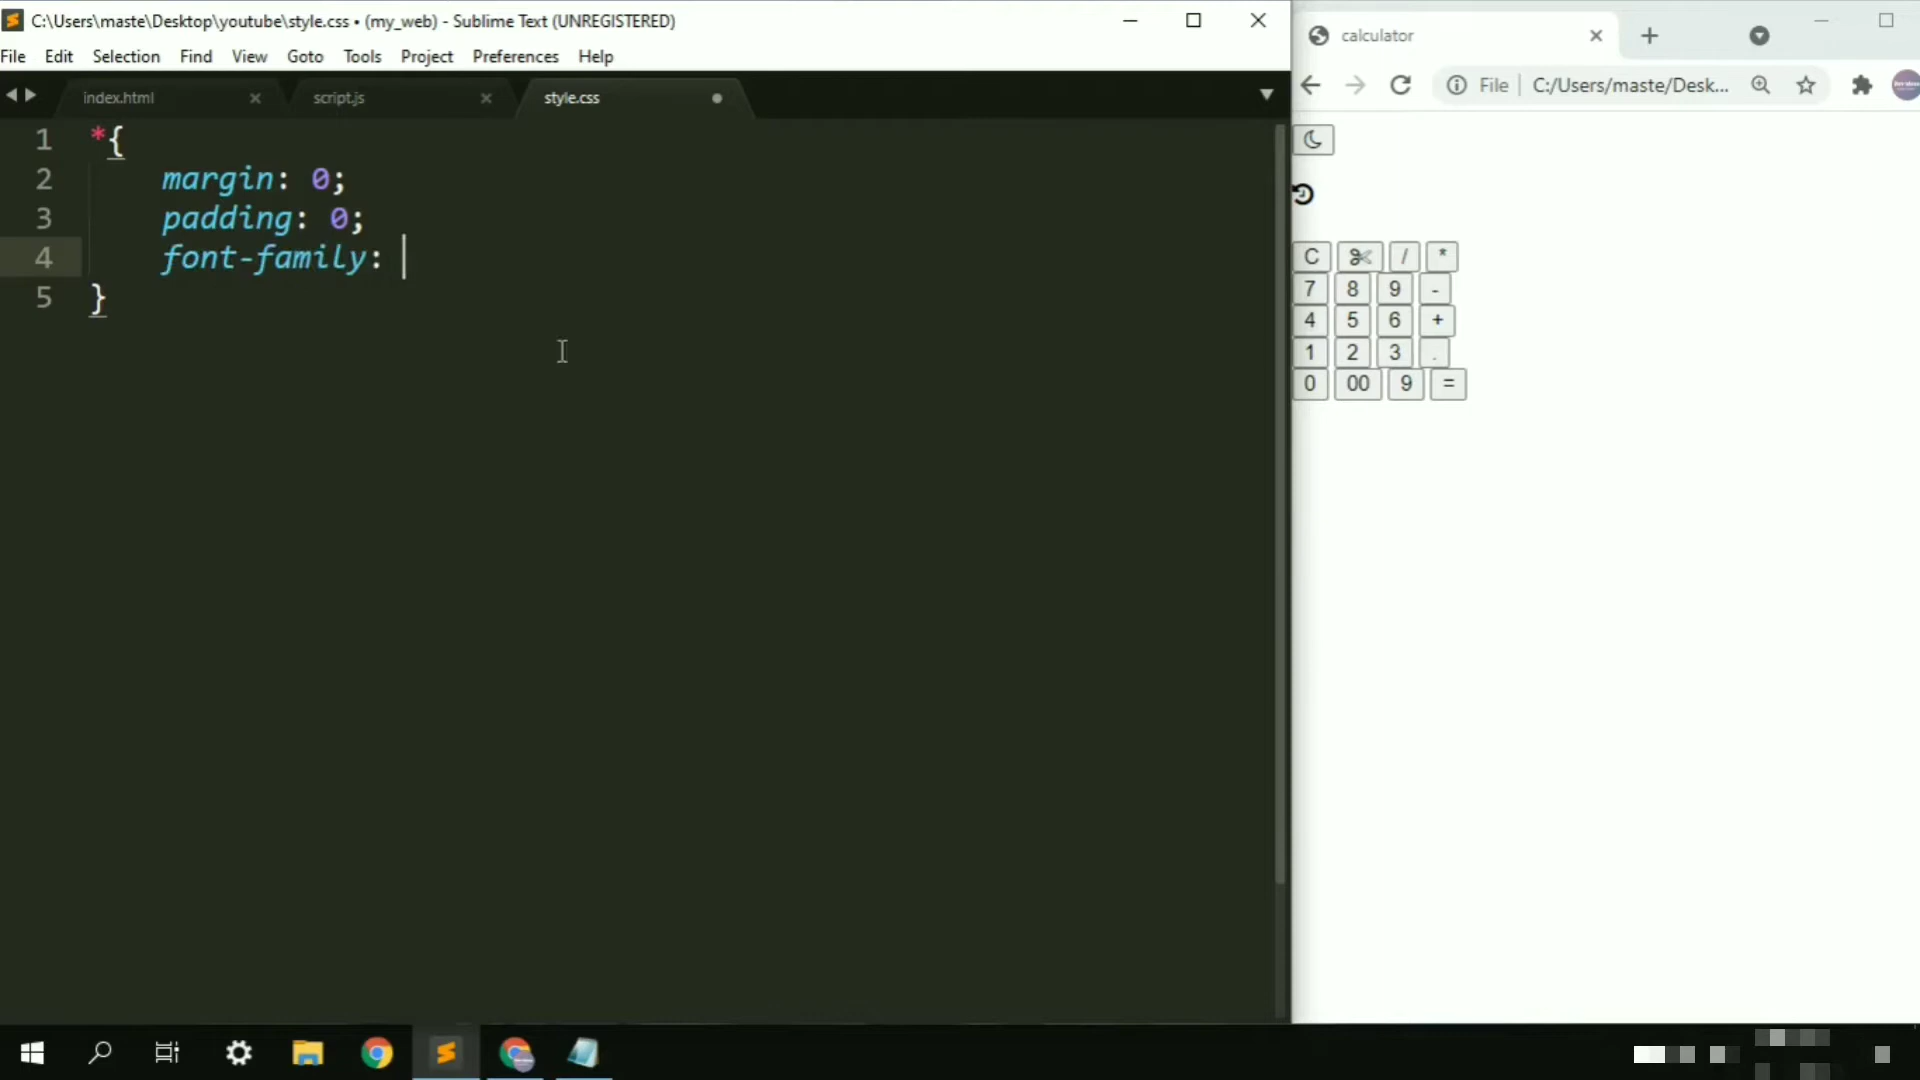 C:\Users\maste\Desktop\youtube\style.css • (my_web) - Sublime Text (UNREGISTERED)
File Edit Selection Find View Goto Tools Project Preferences Help
index.html script.js style.css
1 *{
2 margin: 0;
3 padding: 0;
4 font-family:
5 }
calculator
File C:/Users/maste/Desk...
C / *
7 8 9 -
4 5 6 +
1 2 3 .
0 00 9 =